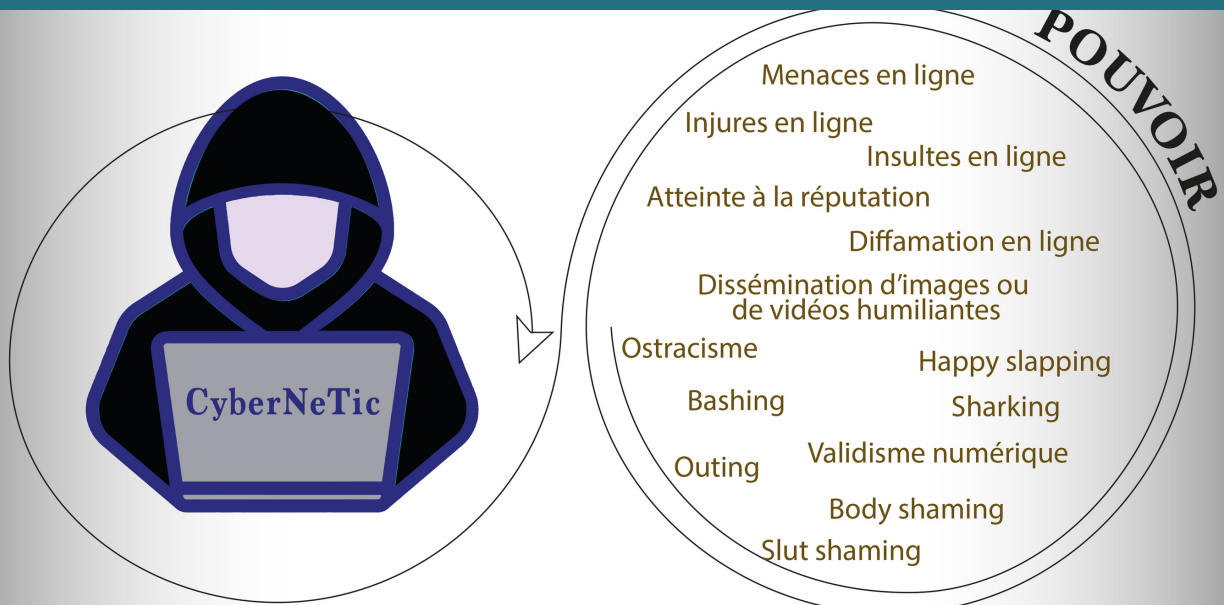 POUVOIR
Menaces en ligne
Injures en ligne
Insultes en ligne
Atteinte à la réputation
Diffamation en ligne
Dissémination d’images ou
de vidéos humiliantes
Ostracisme
Happy slapping
Bashing
Sharking
CyberNeTic
Validisme numérique
Outing
Body shaming
Slut shaming